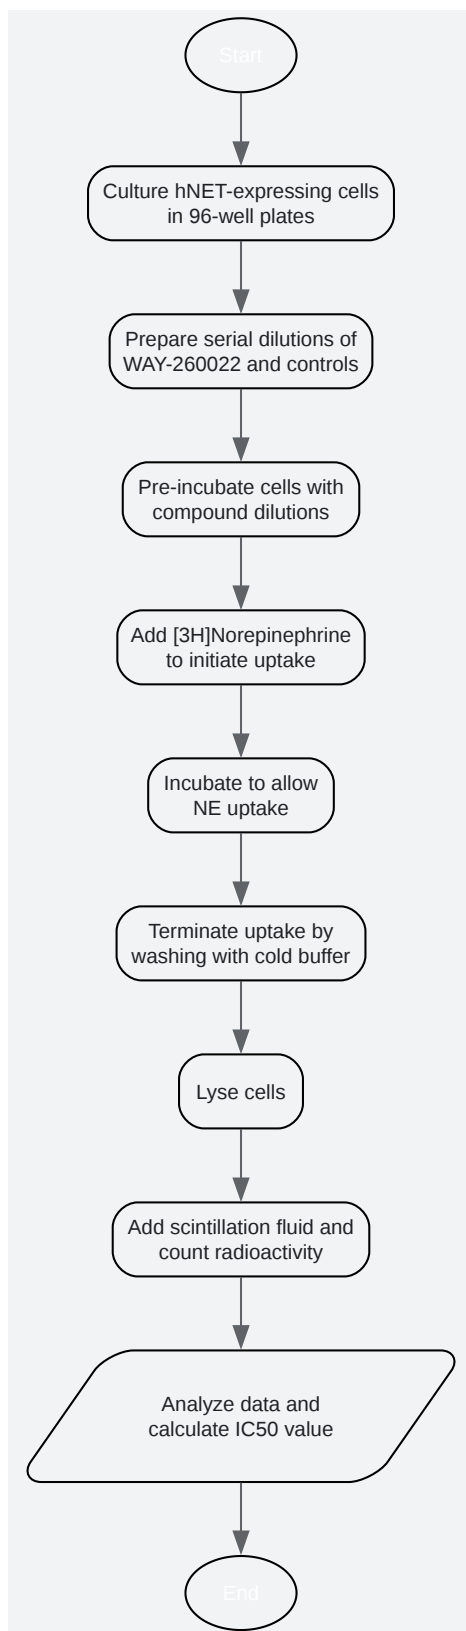 Start
Culture hNET-expressing cells
in 96-well plates
Prepare serial dilutions of
WAY-260022 and controls
Pre-incubate cells with
compound dilutions
Add [3H]Norepinephrine
to initiate uptake
Incubate to allow
NE uptake
Terminate uptake by
washing with cold buffer
Lyse cells
Add scintillation fluid and
count radioactivity
Analyze data and
calculate IC50 value
End